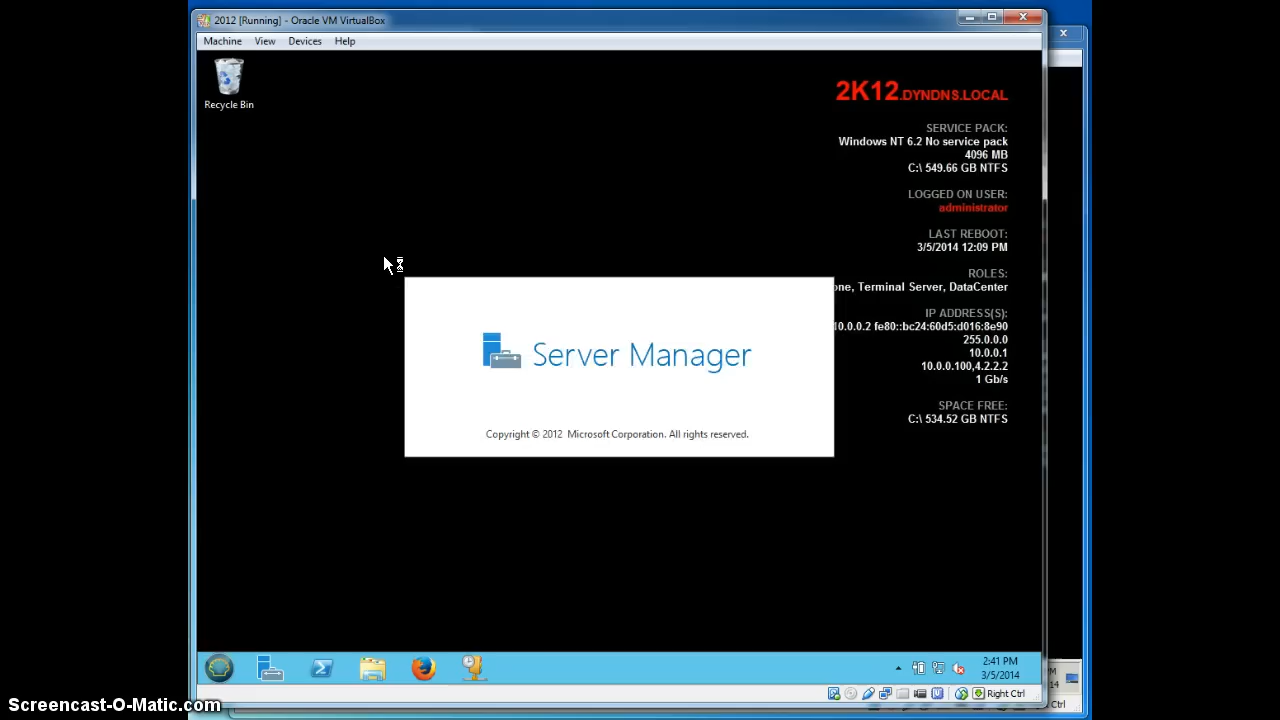 2012 [Running] - Oracle VM VirtualBox
Machine View Devices Help
Recycle Bin
2K12.DYNDNS.LOCAL
SERVICE PACK:
Windows NT 6.2 No service pack
4096 MB
C:\ 549.66 GB NTFS
LOGGED ON USER:
administrator
LAST REBOOT:
3/5/2014 12:09 PM
ROLES:
one, Terminal Server, DataCenter
IP ADDRESS(S):
10.0.0.2 fe80::bc24:60d5:d016:8e90
255.0.0.0
10.0.0.1
10.0.0.100,4.2.2.2
1 Gb/s
SPACE FREE:
C:\ 534.52 GB NTFS
Server Manager
Copyright © 2012 Microsoft Corporation. All rights reserved.
2:41 PM
3/5/2014
Right Ctrl
M
14
Ctrl
Screencast-O-Matic.com